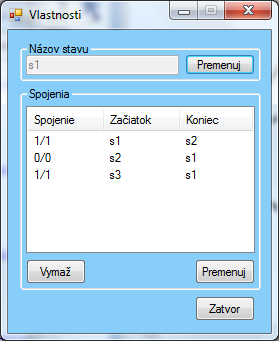 Vlastnosti
Názov stavu
s1 Premenuj
Spojenia
Spojenie Začiatok Koniec
1/1 s1 s2
0/0 s2 s1
1/1 s3 s1
Vymaž Premenuj
Zatvor